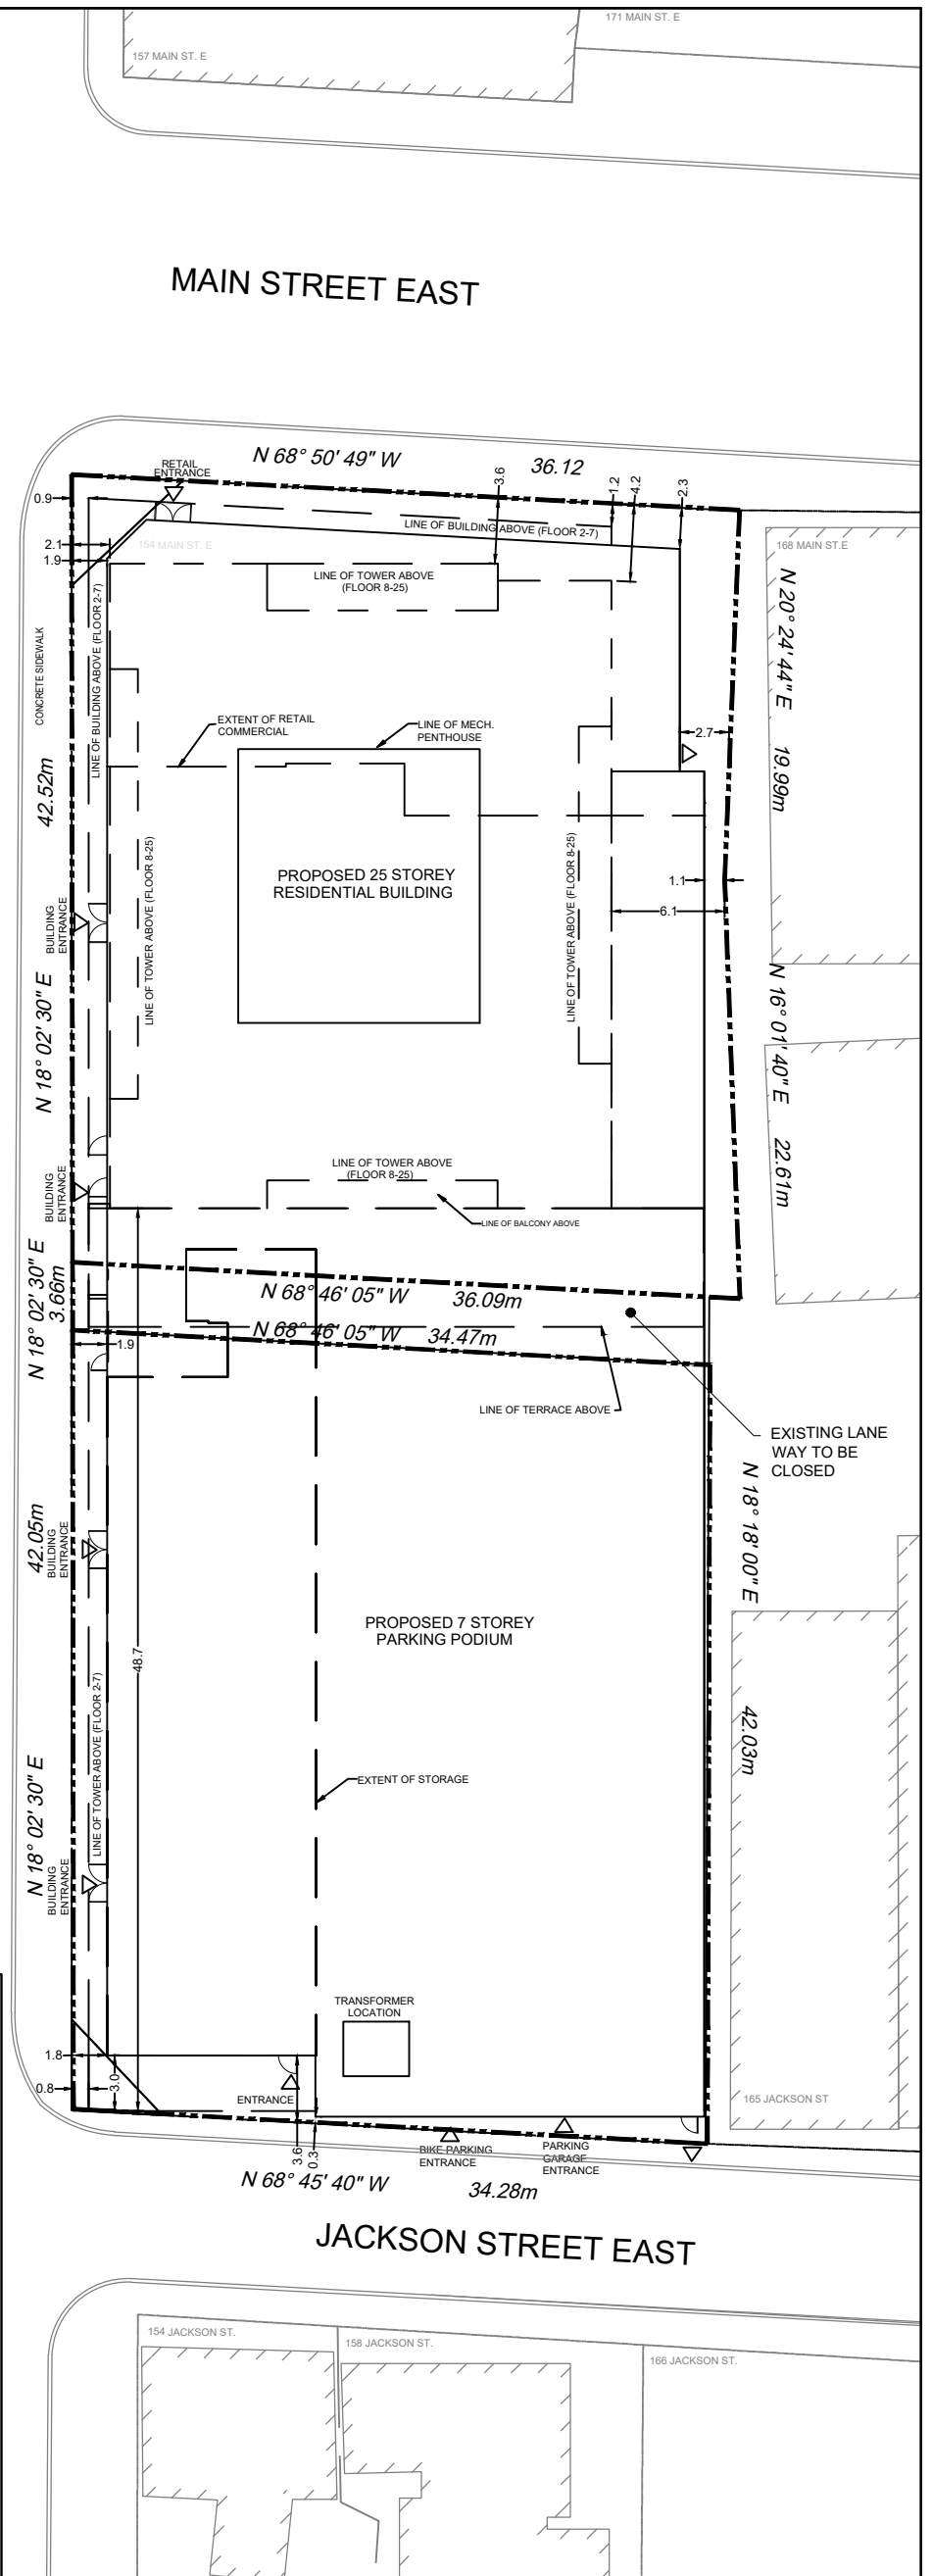 171 MAIN ST. E
157 MAIN ST. E
MAIN STREET EAST
N 68° 50' 49" W
36.12
RETAIL
ENTRANCE
0.9
3.6
1.2
4.2
2.3
LINE OF BUILDING ABOVE (FLOOR 2-7)
2.1
154 MAIN ST. E
1.9
168 MAIN ST.E
LINE OF TOWER ABOVE
(FLOOR 8-25)
LINE OF BUILDING ABOVE (FLOOR 2-7)
CONCRETE SIDEWALK
N 20° 24' 44" E
19.99m
EXTENT OF RETAIL
COMMERCIAL
LINE OF MECH.
PENTHOUSE
2.7
42.52m
PROPOSED 25 STOREY
RESIDENTIAL BUILDING
LINE OF TOWER ABOVE (FLOOR 8-25)
LINE OF TOWER ABOVE (FLOOR 8-25)
1.1
6.1
BUILDING
ENTRANCE
N 18° 02' 30" E
N 16° 01' 40" E
22.61m
LINE OF TOWER ABOVE
(FLOOR 8-25)
BUILDING
ENTRANCE
LINE OF BALCONY ABOVE
N 18° 02' 30" E
3.66m
N 68° 46' 05" W
36.09m
N 68° 46' 05" W
34.47m
1.9
LINE OF TERRACE ABOVE
EXISTING LANE
WAY TO BE
CLOSED
N 18° 18' 00" E
42.05m
BUILDING
ENTRANCE
PROPOSED 7 STOREY
PARKING PODIUM
48.7
LINE OF TOWER ABOVE (FLOOR 2-7)
42.03m
EXTENT OF STORAGE
N 18° 02' 30" E
BUILDING
ENTRANCE
TRANSFORMER
LOCATION
1.8
0.8
3.0
ENTRANCE
165 JACKSON ST
3.6
0.3
BIKE PARKING
ENTRANCE
PARKING
GARAGE
ENTRANCE
N 68° 45' 40" W
34.28m
JACKSON STREET EAST
154 JACKSON ST.
158 JACKSON ST.
166 JACKSON ST.